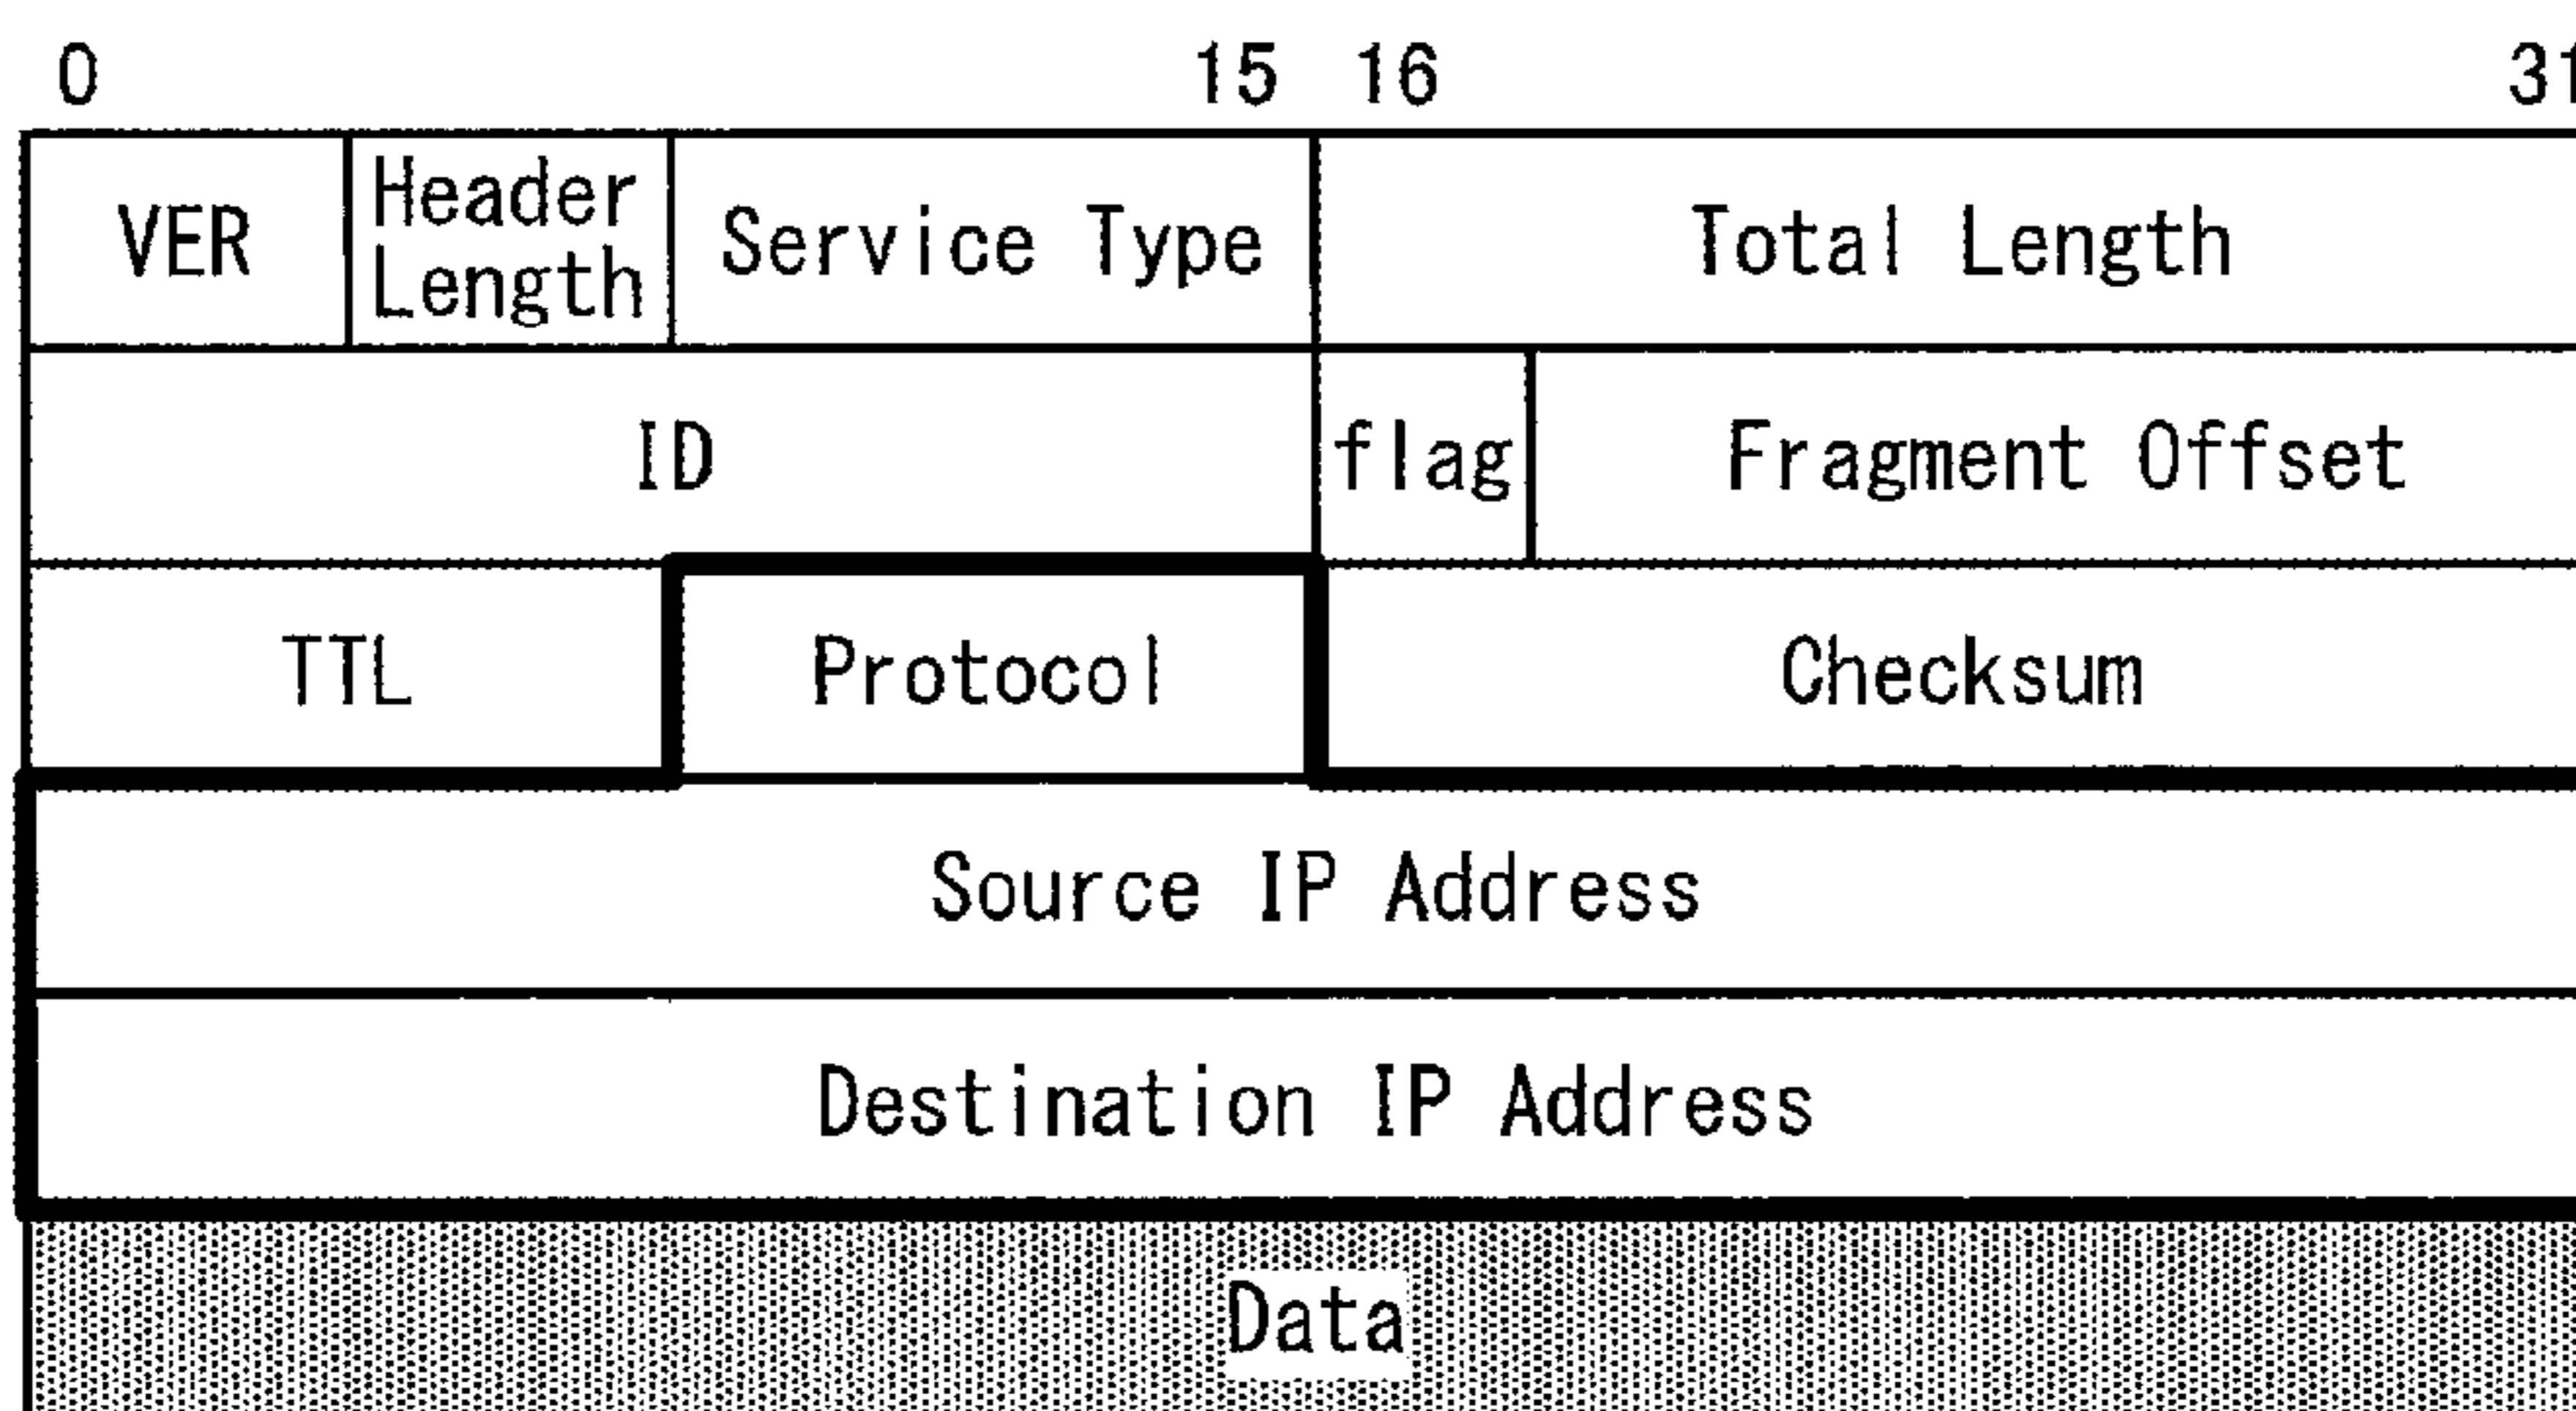 0 15 16 31
VER Header Length Service Type Total Length
ID flag Fragment Offset
TTL Protocol Checksum
Source IP Address
Destination IP Address
Data